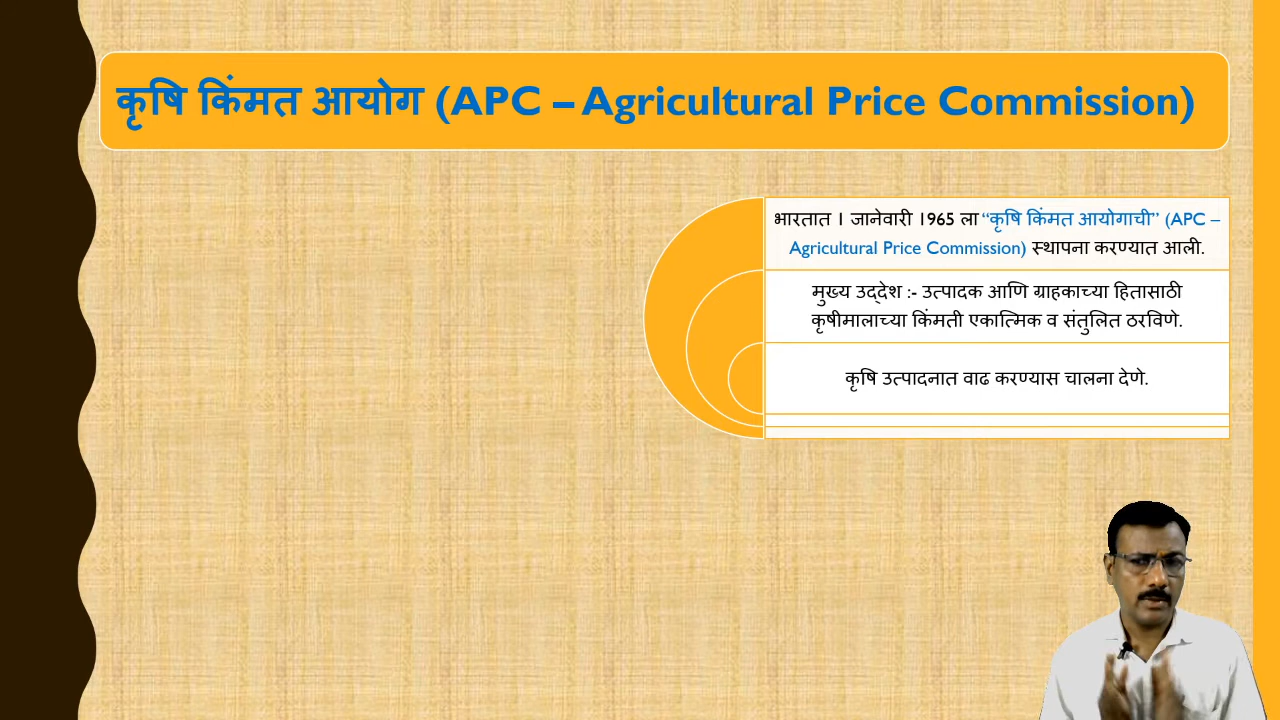 कृषि किंमत आयोग (APC – Agricultural Price Commission)
भारतात 1 जानेवारी 1965 ला “कृषि किंमत आयोगाची” (APC –
Agricultural Price Commission) स्थापना करण्यात आली.
मुख्य उद्देश :- उत्पादक आणि ग्राहकाच्या हितासाठी
कृषीमालाच्या किंमती एकात्मिक व संतुलित ठरविणे.
कृषि उत्पादनात वाढ करण्यास चालना देणे.